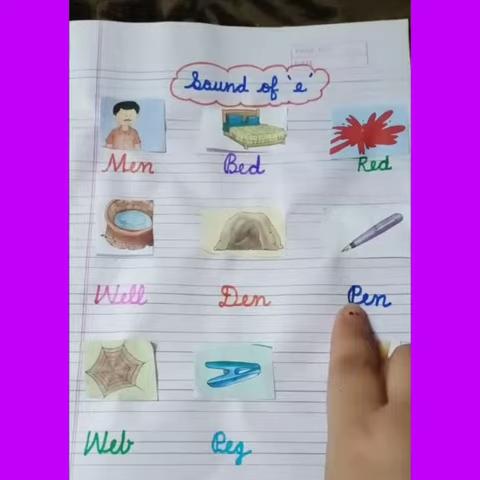 Sound of 'e'
Men Bed Red
Well Den Pen
Web Peg